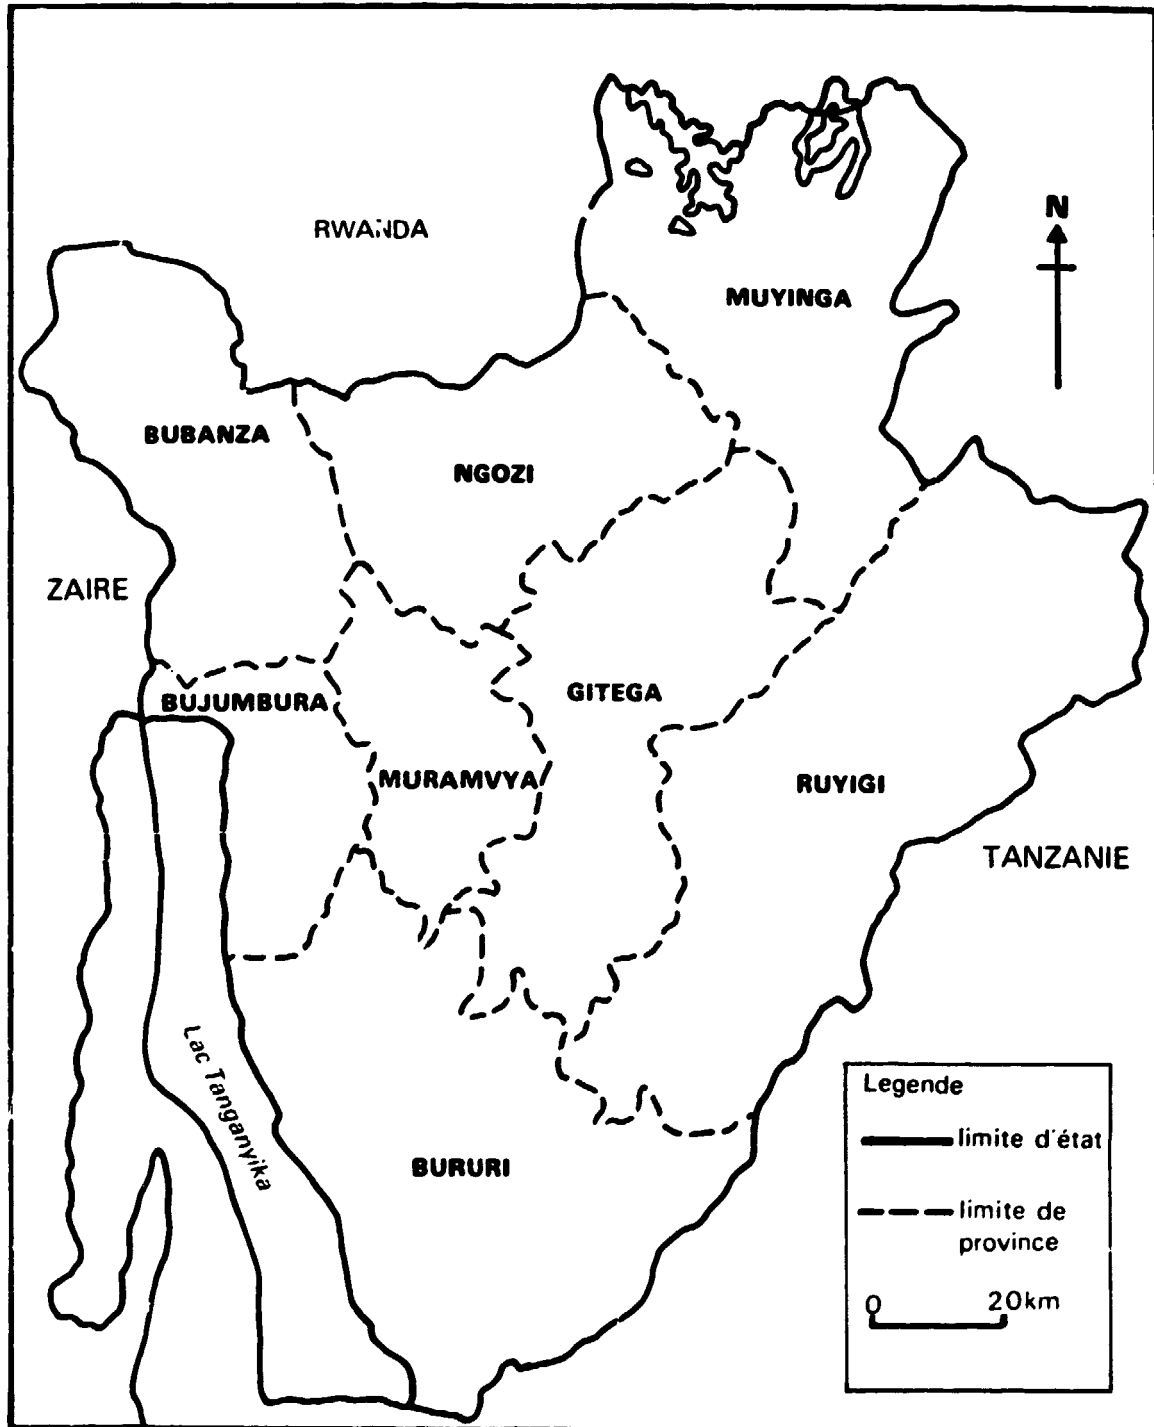 RWANDA
N
MUYINGA
BUBANZA
NGOZI
ZAIRE
BUJUMBURA
GITEGA
MURAMVYA
RUYIGI
TANZANIE
Lac Tanganyika
BURURI
Legende
limite d'état
limite de
province
0 20km